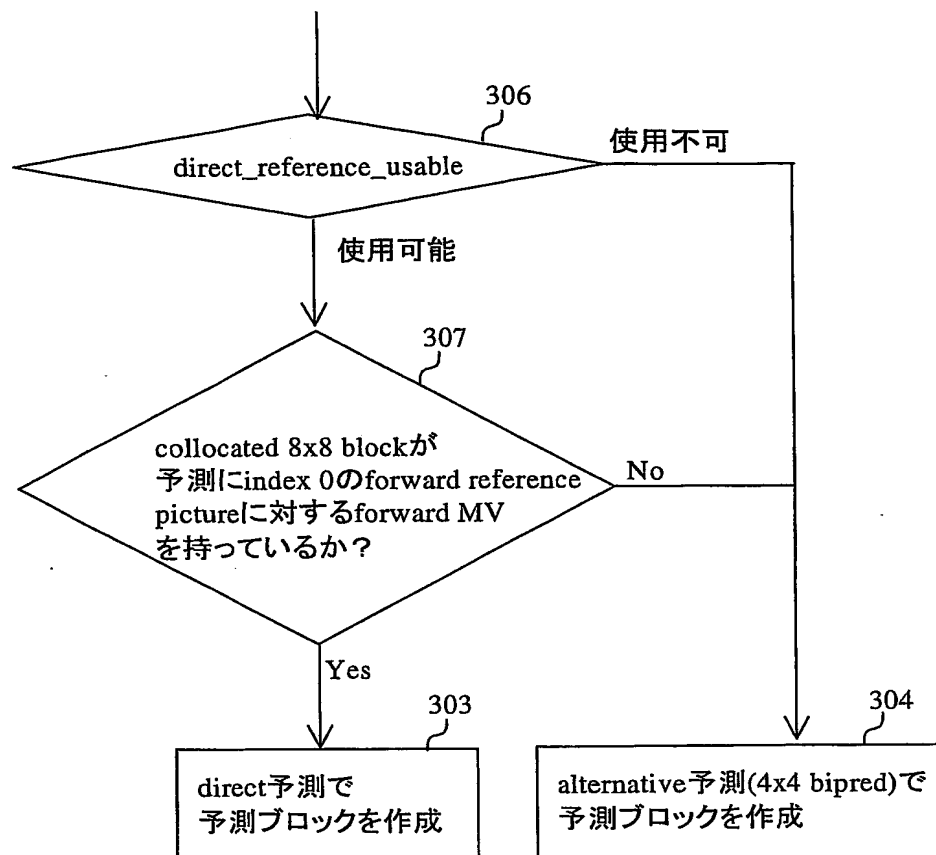 306
使用不可
direct_reference_usable
使用可能
307
collocated 8x8 blockが
予測にindex 0のforward reference
pictureに対するforward MV
を持っているか？
No
Yes
303
304
direct予測で
予測ブロックを作成
alternative予測(4x4 bipred)で
予測ブロックを作成